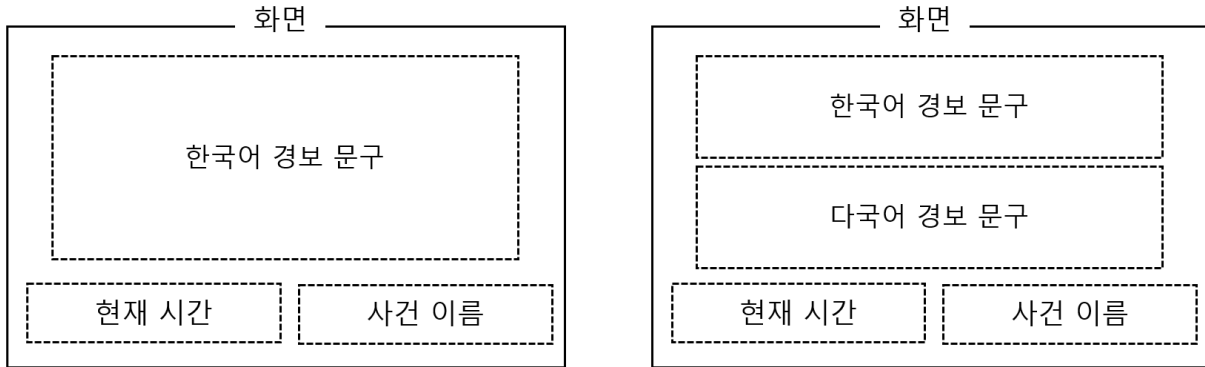 화면
한국어 경보 문구
현재 시간
사건 이름
화면
한국어 경보 문구
다국어 경보 문구
현재 시간
사건 이름